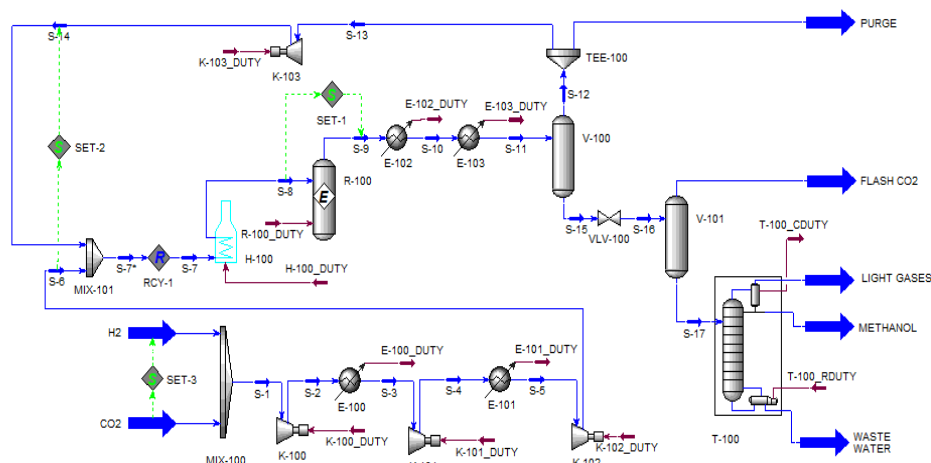 S-14
S-13
PURGE
K-103_DUTY
K-103
TEE-100
S-12
SET-1
E-102_DUTY
E-103_DUTY
V-100
SET-2
S-9
E-102
S-10
E-103
S-11
S-8
R-100
E
FLASH CO2
V-101
R-100_DUTY
S-15
VLV-100
S-16
T-100_CDUTY
S-6
MIX-101
S-7*
R
RCY-1
S-7
H-100
H-100_DUTY
LIGHT GASES
H2
S-17
METHANOL
E-100_DUTY
E-101_DUTY
SET-3
S-1
S-2
E-100
S-3
S-4
E-101
S-5
T-100_RDUTY
CO2
MIX-100
K-100
K-100_DUTY
K-101_DUTY
K-102
K-102_DUTY
T-100
WASTE
WATER